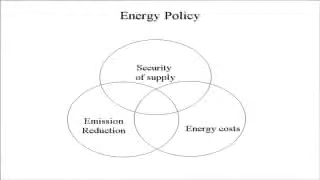 Energy Policy
Security
of supply
Emission
Reduction
Energy costs